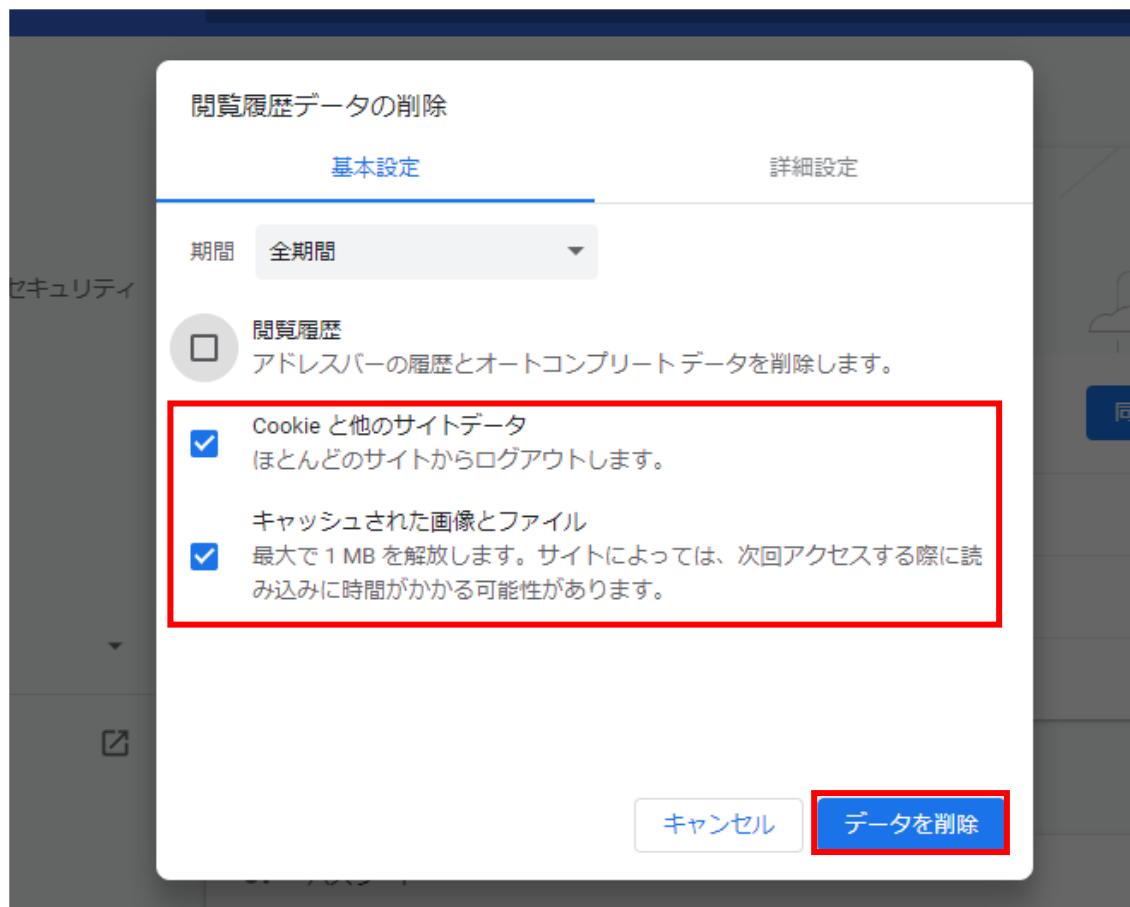 閲覧履歴データの削除
基本設定
詳細設定
期間
全期間
セキュリティ
閲覧履歴
アドレスバーの履歴とオートコンプリート データを削除します。
Cookie と他のサイトデータ
ほとんどのサイトからログアウトします。
キャッシュされた画像とファイル
最大で 1 MB を解放します。サイトによっては、次回アクセスする際に読
み込みに時間がかかる可能性があります。
キャンセル
データを削除